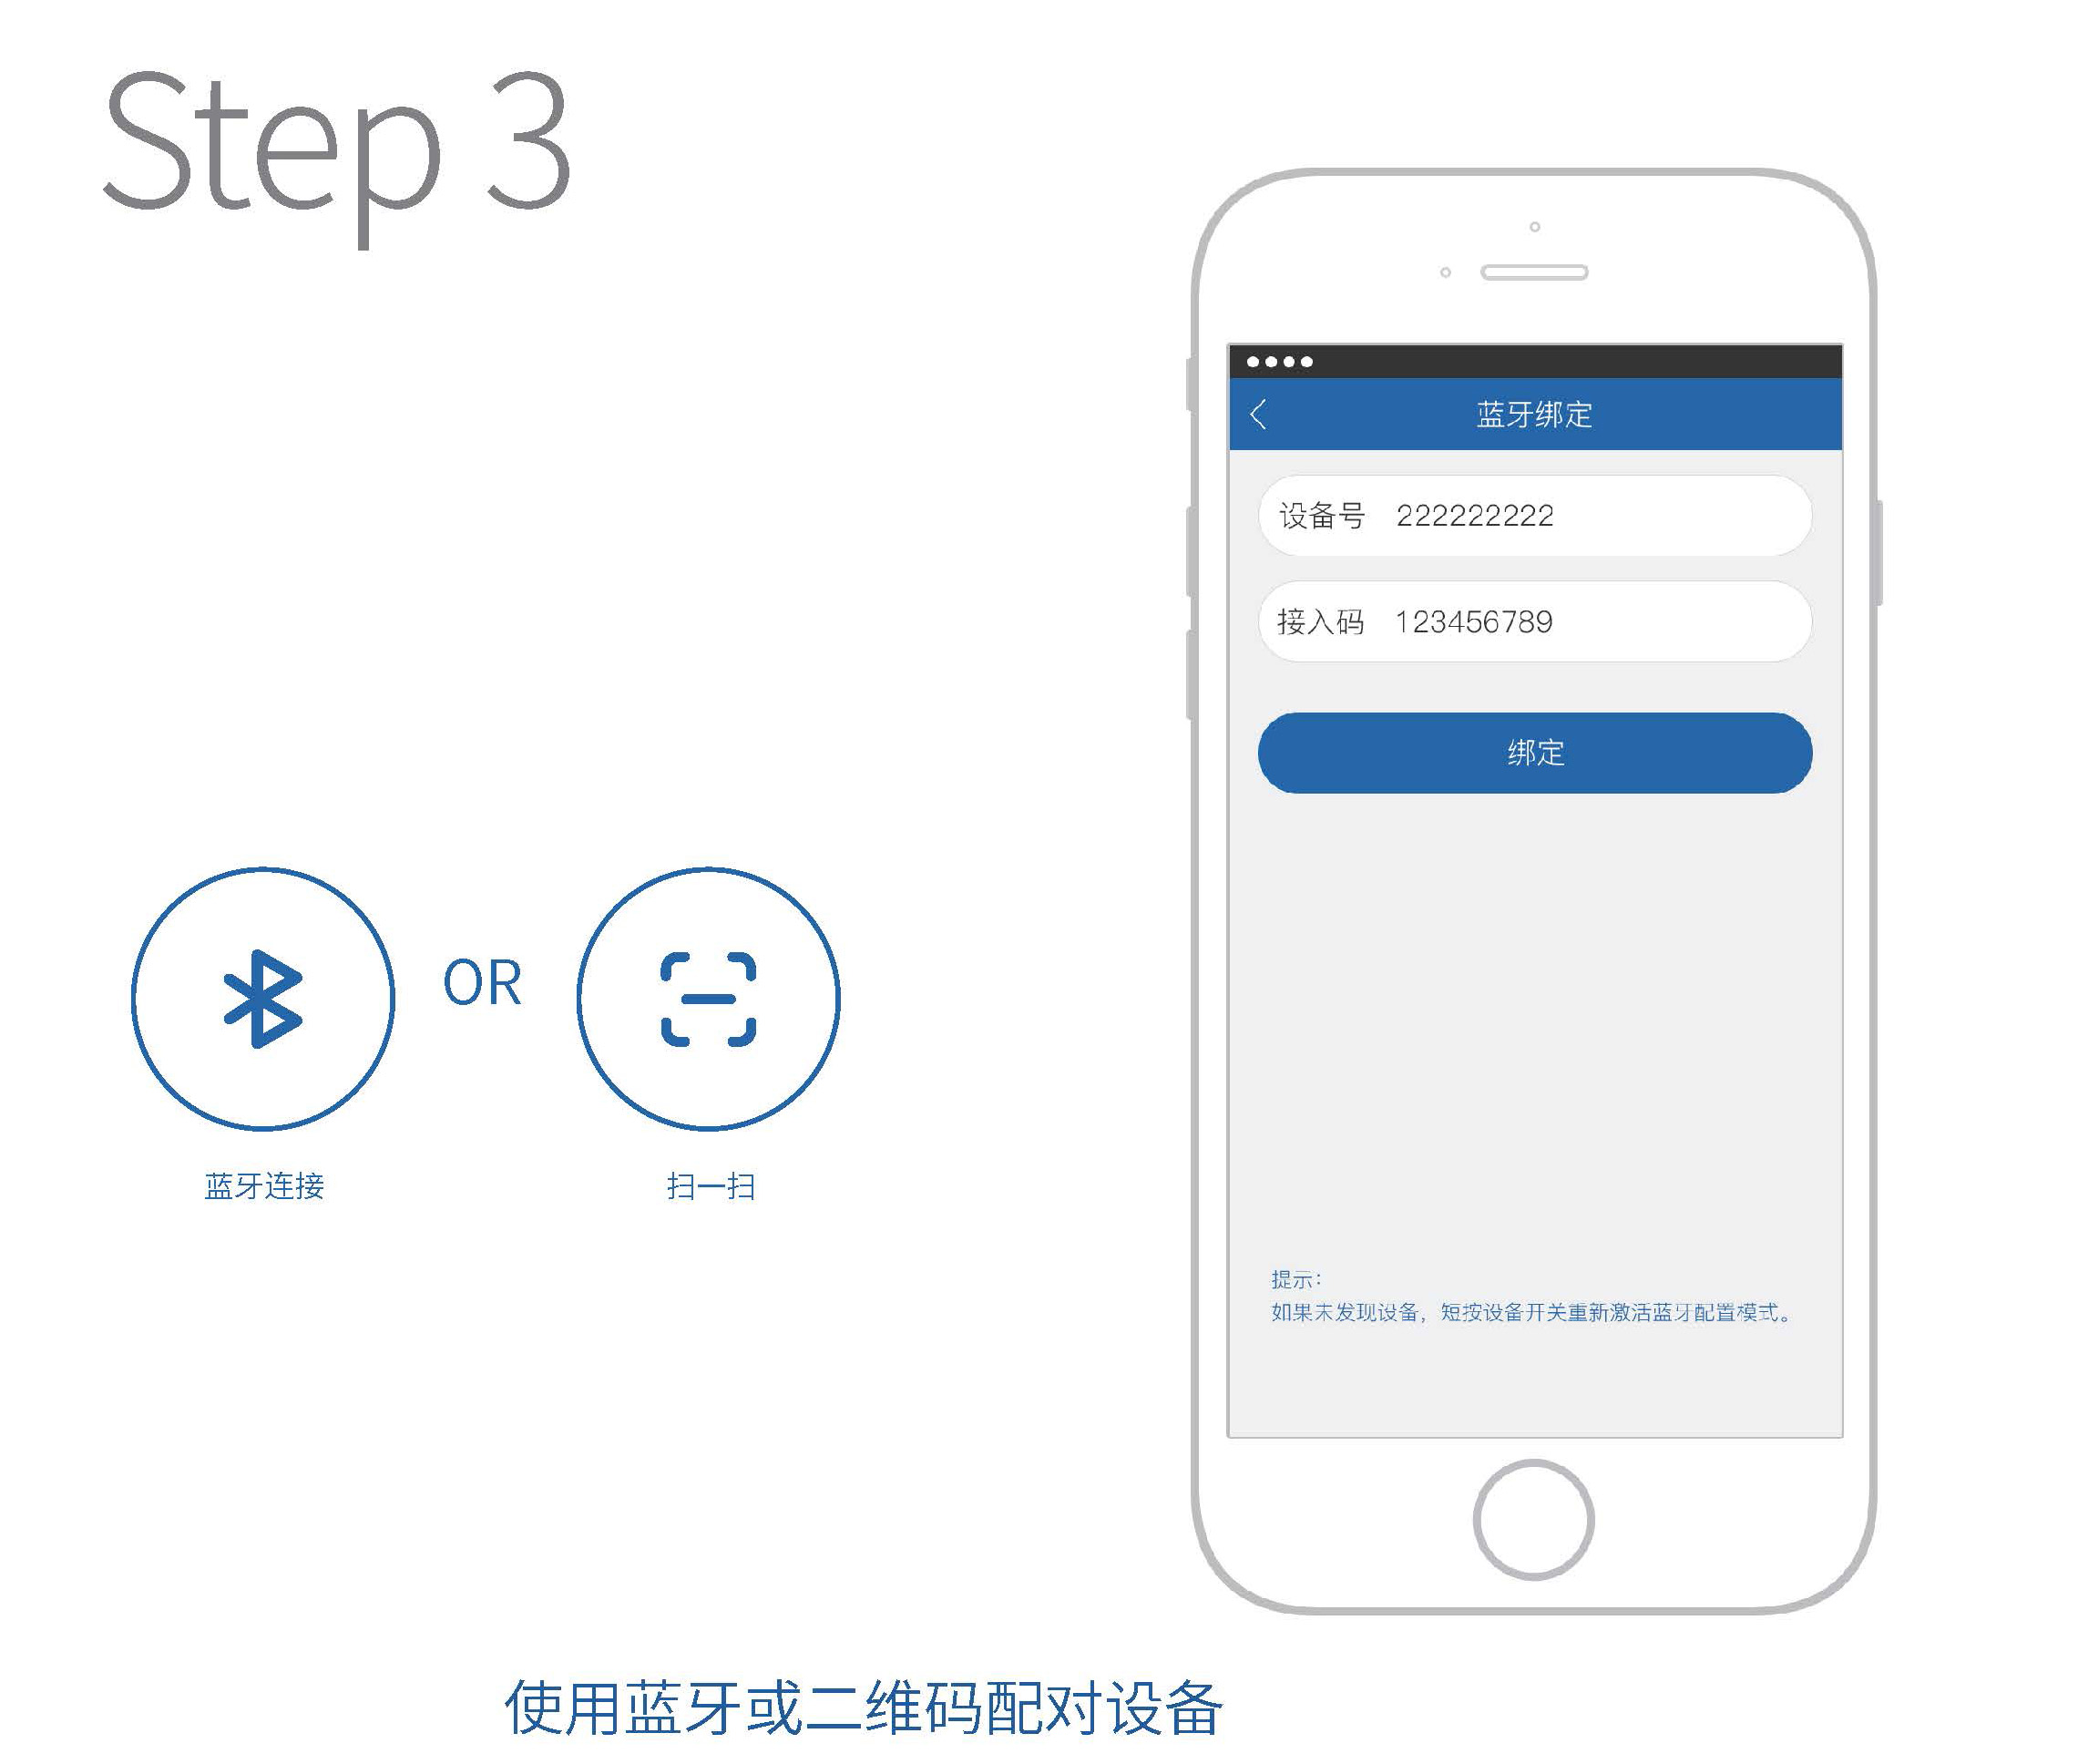 Step 3
蓝牙绑定
设备号 222222222
接入码 123456789
绑定
OR
蓝牙连接
扫一扫
提示：
如果未发现设备，短按设备开关重新激活蓝牙配置模式。
使用蓝牙或二维码配对设备